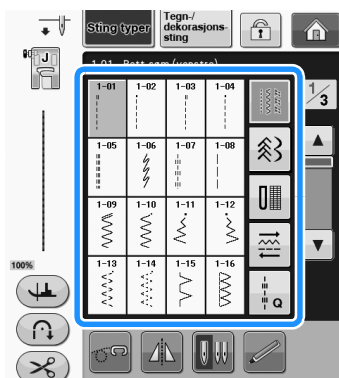 Sting typer
Tegn-/
dekorasjons-
sting
J
1-01 Rett søm (venstre)
1/3
1-01 1-02 1-03 1-04
1-05 1-06 1-07 1-08
1-09 1-10 1-11 1-12
1-13 1-14 1-15 1-16
100%
Q